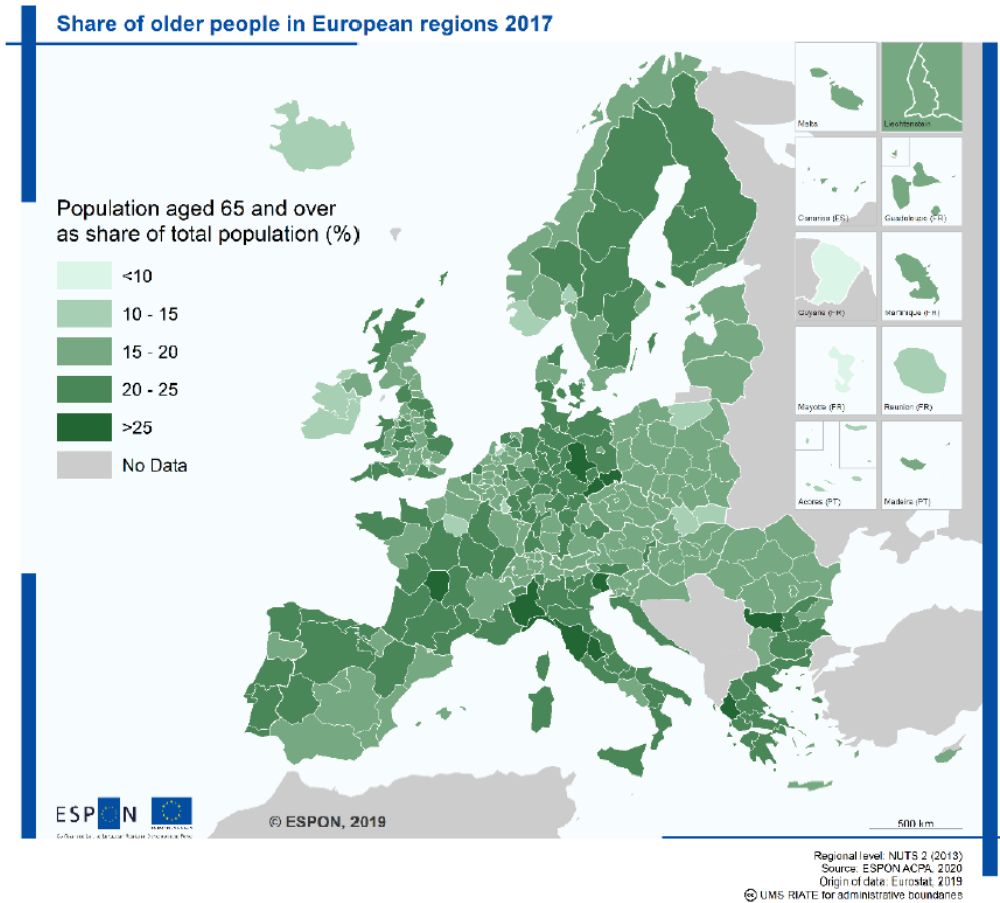 Share of older people in European regions 2017
Population aged 65 and over
as share of total population (%)
<10
10 - 15
15 - 20
20 - 25
>25
No Data
Malta
Liechtenstein
Canarias (ES)
Guadeloupe (FR)
Guyane (FR)
Martinique (FR)
Mayotte (FR)
Reunion (FR)
Acores (PT)
Madeira (PT)
ESPON
© ESPON, 2019
500 km
Regional level: NUTS 2 (2013)
Source: ESPON ACPA, 2020
Origin of data: Eurostat, 2019
cc UMS RIATE for administrative boundaries